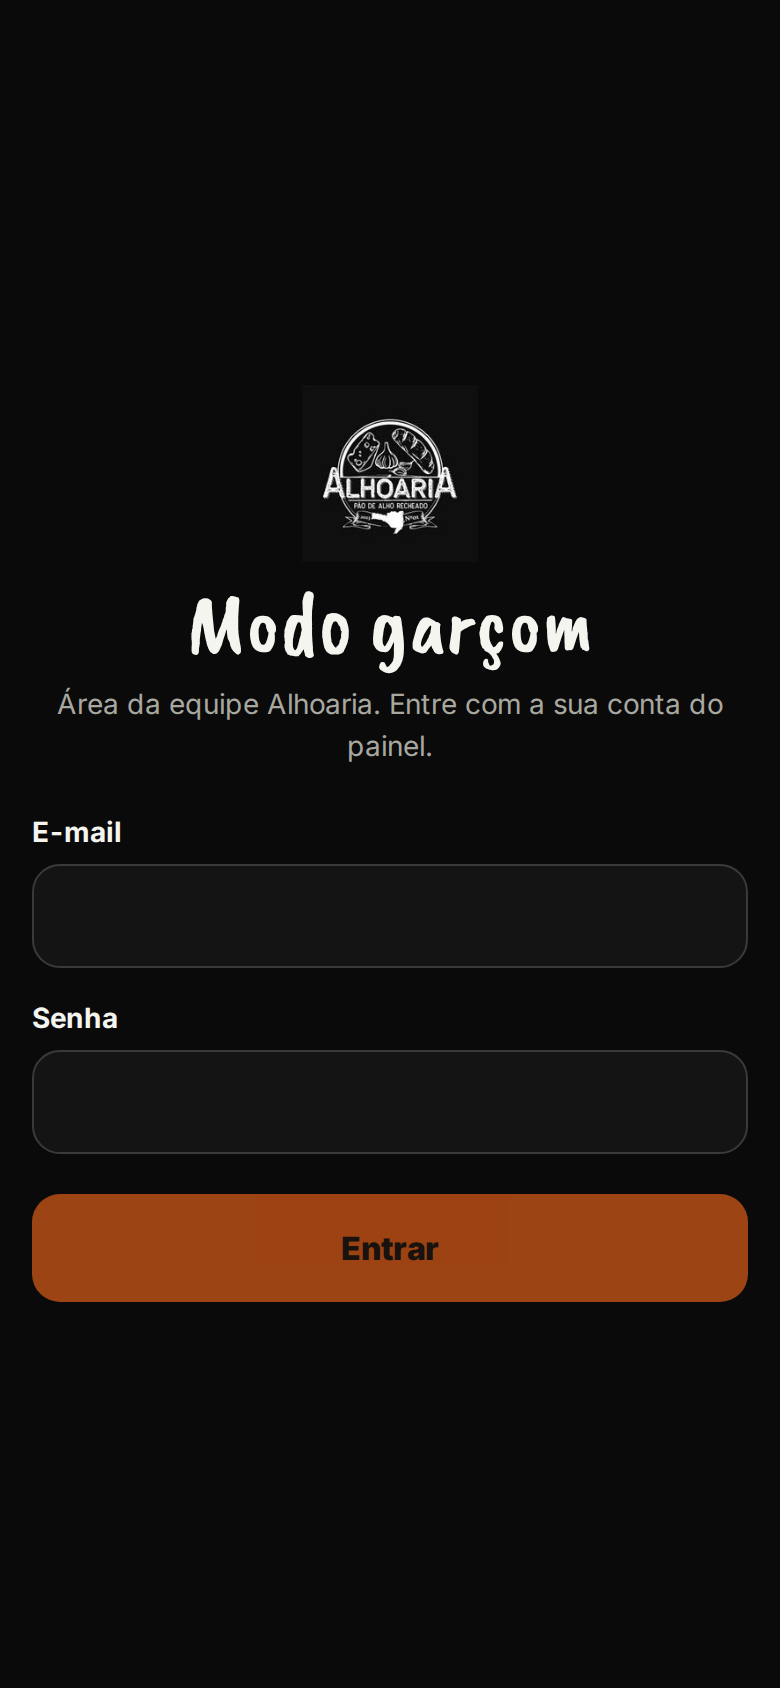 ALHOARIA
PÃO DE ALHO RECHEADO
Modo garçom
Área da equipe Alhoaria. Entre com a sua conta do
painel.
E-mail
Senha
Entrar